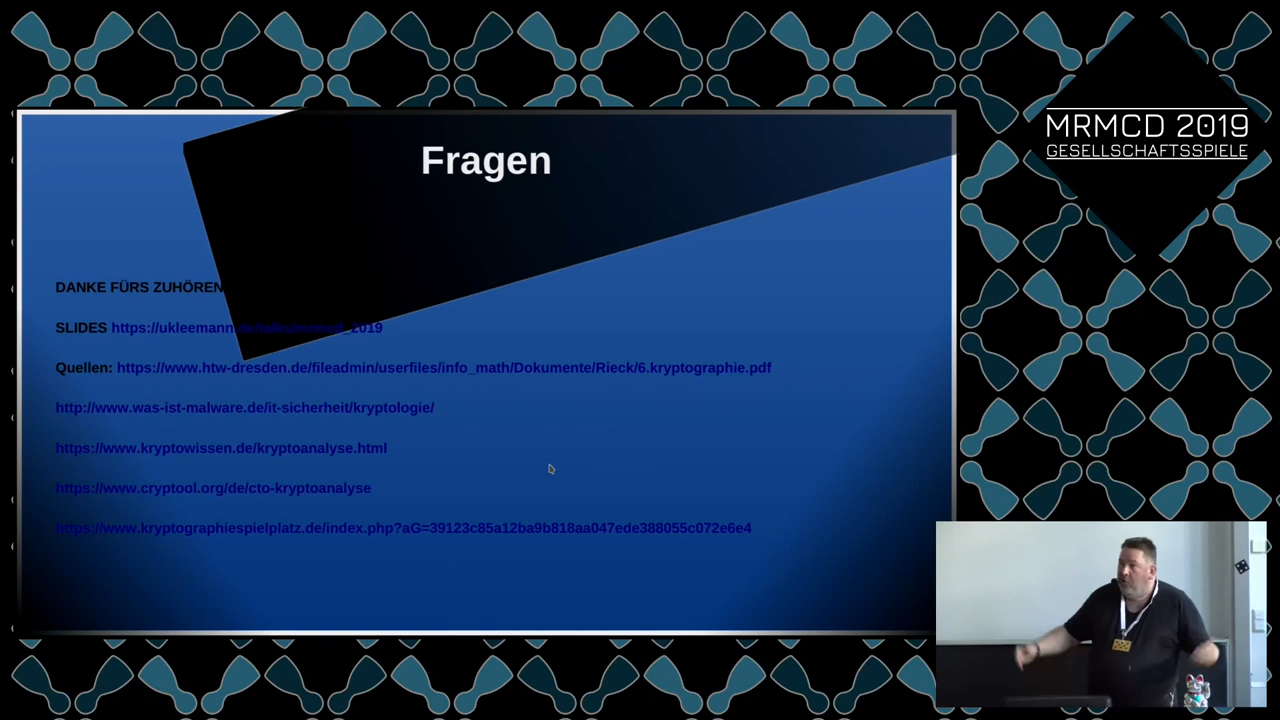 MRMCD 2019
GESELLSCHAFTSSPIELE
Fragen
DANKE FÜRS ZUHÖREN
SLIDES https://ukleemann.de/talks/mrmcd_2019
Quellen: https://www.htw-dresden.de/fileadmin/userfiles/info_math/Dokumente/Rieck/6.kryptographie.pdf
http://www.was-ist-malware.de/it-sicherheit/kryptologie/
https://www.kryptowissen.de/kryptoanalyse.html
https://www.cryptool.org/de/cto-kryptoanalyse
https://www.kryptographiespielplatz.de/index.php?aG=39123c85a12ba9b818aa047ede388055c072e6e4